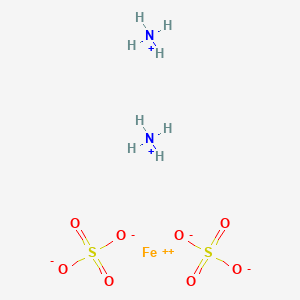 H H
N
H + H
H H
N
H + H
O O - O - O
Fe ++
S S
- O O O O -